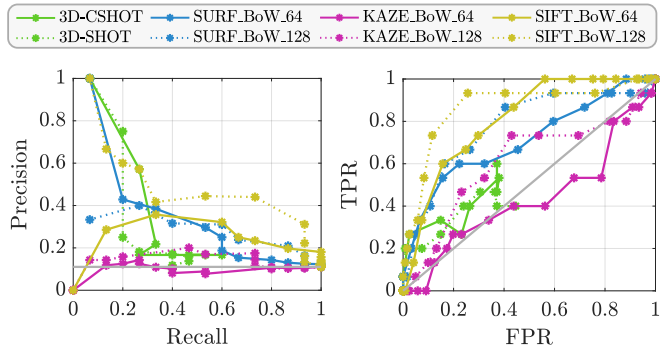 3D-CSHOT SURF_BoW_64 KAZE_BoW_64 SIFT_BoW_64
3D-SHOT SURF_BoW_128 KAZE_BoW_128 SIFT_BoW_128
1 1
0.8 0.8
0.6 0.6
0.4 0.4
0.2 0.2
0 0
Precision TPR
0 0.2 0.4 0.6 0.8 1 0 0.2 0.4 0.6 0.8 1
Recall FPR